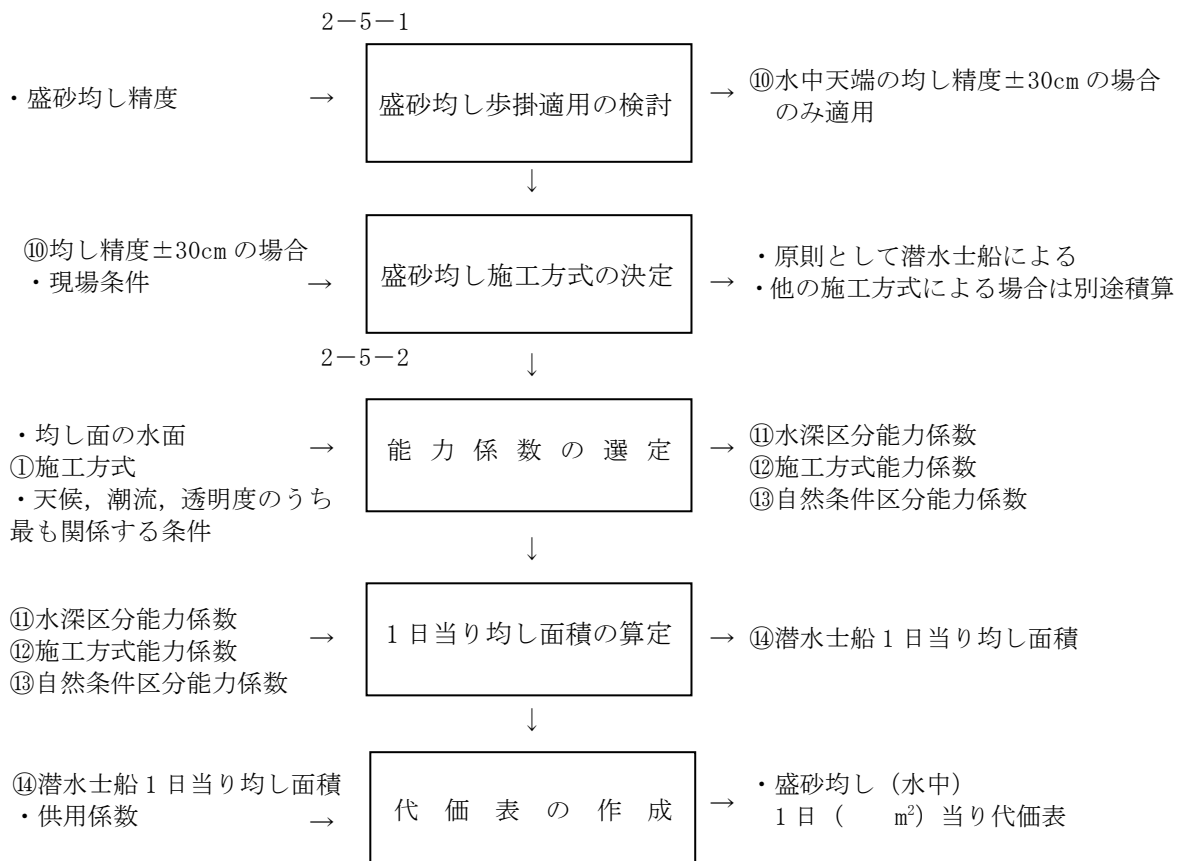 2－5－1
・盛砂均し精度
→
盛砂均し歩掛適用の検討
→
⑩水中天端の均し精度±30cm の場合
のみ適用
↓
⑩均し精度±30cm の場合
・現場条件
→
盛砂均し施工方式の決定
→
・原則として潜水士船による
・他の施工方式による場合は別途積算
2－5－2
↓
・均し面の水面
①施工方式
・天候，潮流，透明度のうち
最も関係する条件
→
能力係数の選定
→
⑪水深区分能力係数
⑫施工方式能力係数
⑬自然条件区分能力係数
↓
⑪水深区分能力係数
⑫施工方式能力係数
⑬自然条件区分能力係数
→
1日当り均し面積の算定
→
⑭潜水士船1日当り均し面積
↓
⑭潜水士船1日当り均し面積
・供用係数
→
代価表の作成
→
・盛砂均し（水中）
1日（　　m²）当り代価表